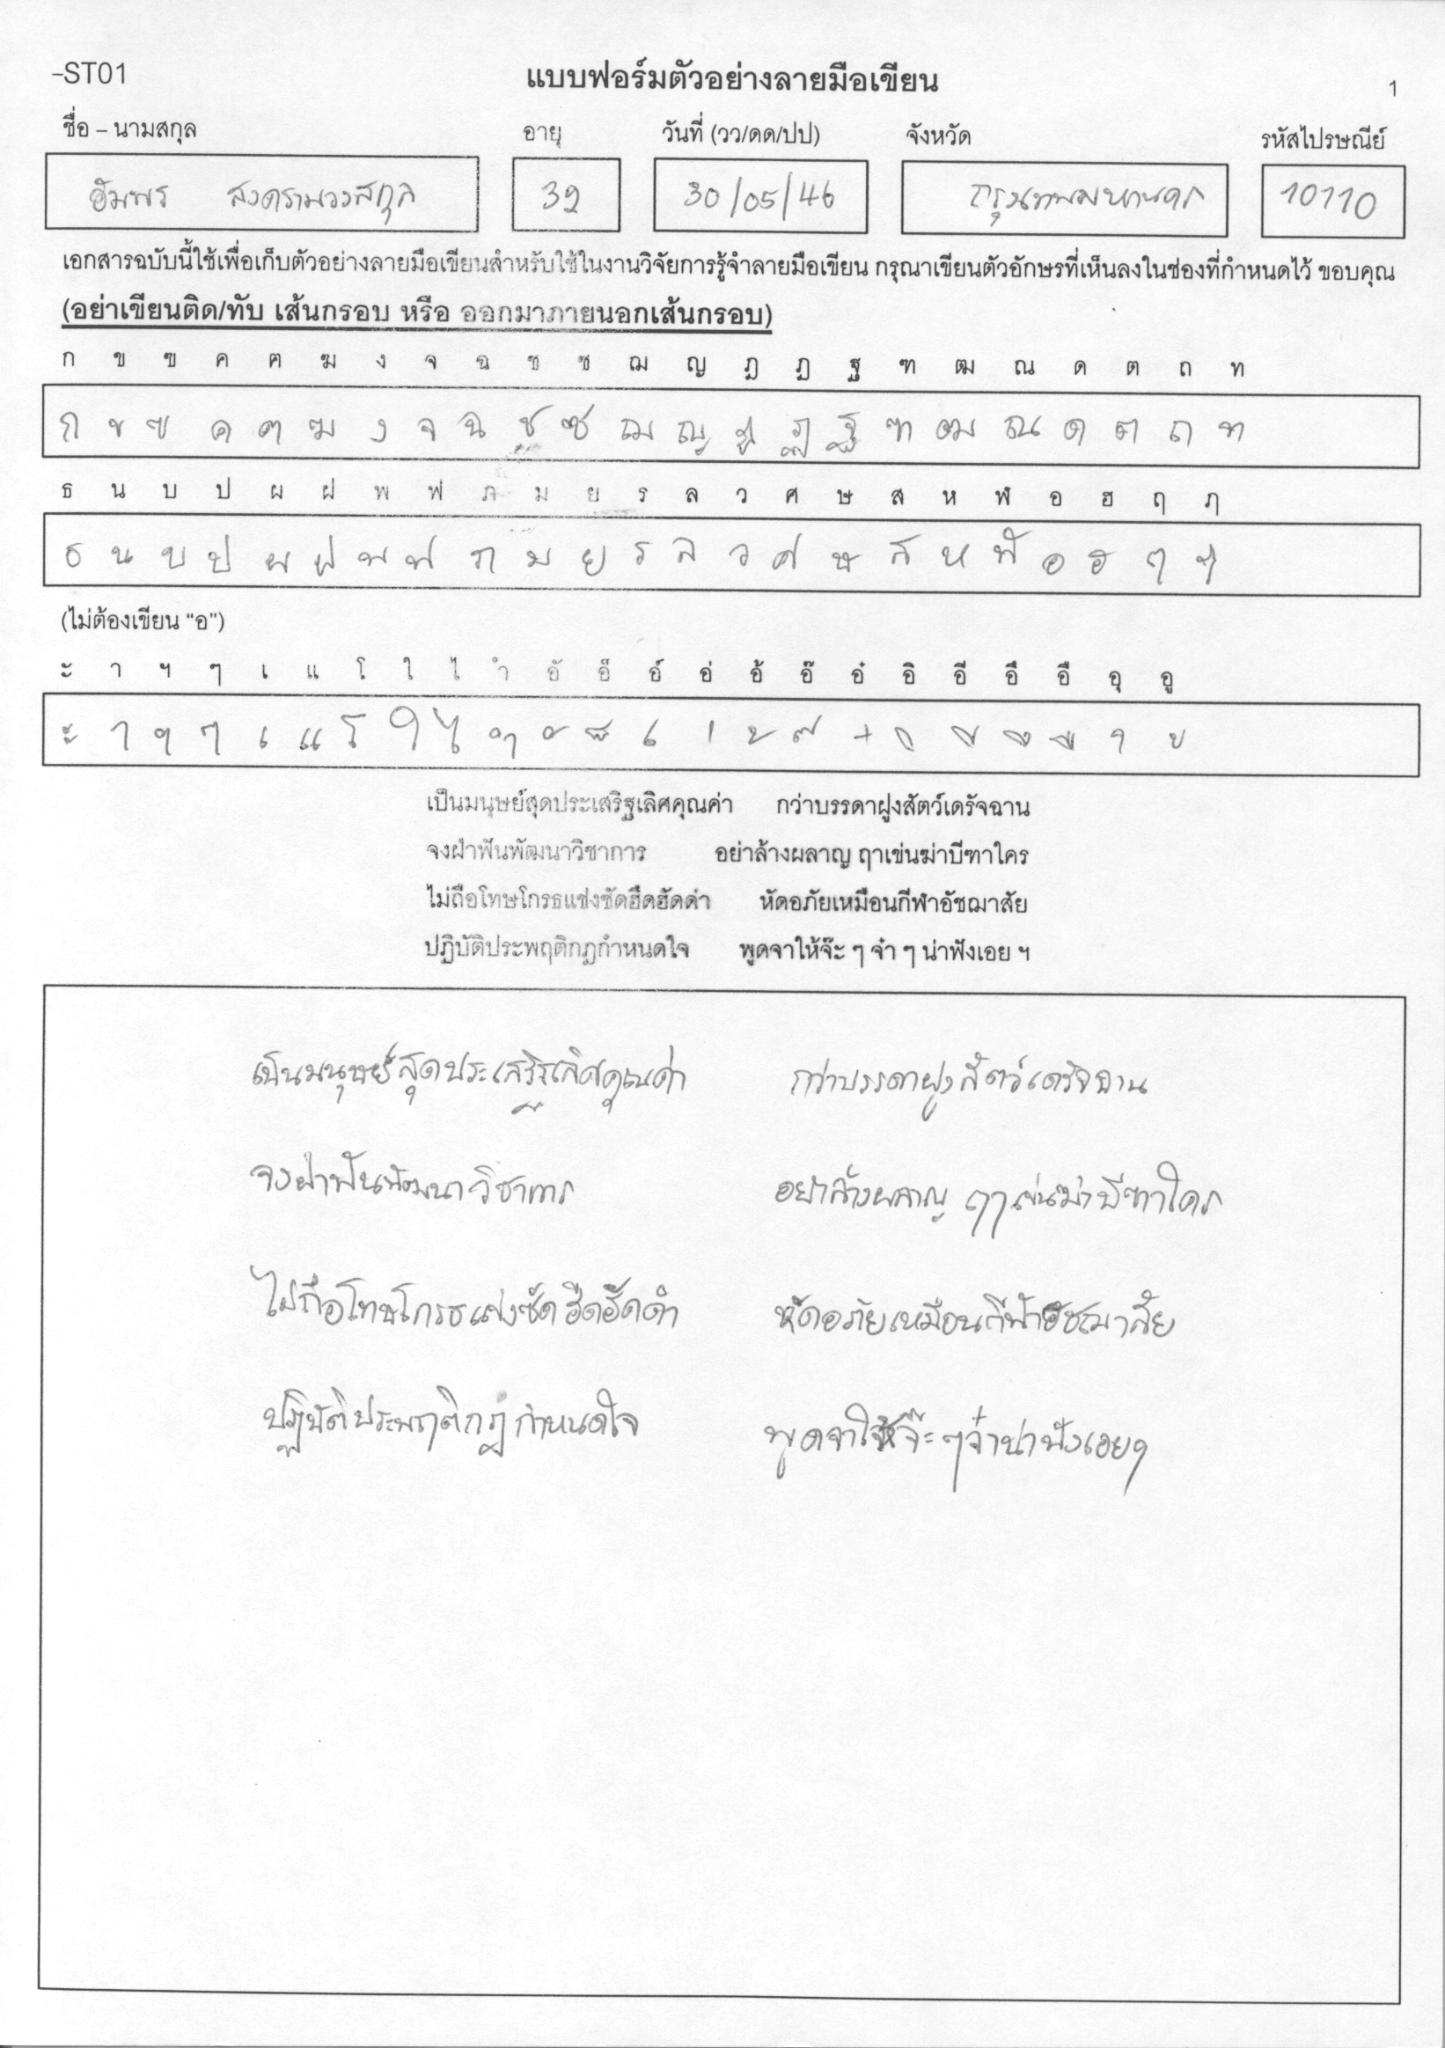 -ST01 แบบฟอร์มตัวอย่างลายมือเขียน 1
ชื่อ – นามสกุล อายุ วันที่ (วว/ดด/ปป) จังหวัด รหัสไปรษณีย์
อัมพร สงครามวงสกุล 32 30/05/46 กรุงเทพมหานคร 10110
เอกสารฉบับนี้ใช้เพื่อเก็บตัวอย่างลายมือเขียนสำหรับใช้ในงานวิจัยการรู้จำลายมือเขียน กรุณาเขียนตัวอักษรที่เห็นลงในช่องที่กำหนดไว้ ขอบคุณ
(อย่าเขียนติด/ทับ เส้นกรอบ หรือ ออกมาภายนอกเส้นกรอบ)
ก ข ฃ ค ฅ ฆ ง จ ฉ ช ซ ฌ ญ ฎ ฏ ฐ ฑ ฒ ณ ด ต ถ ท
ก ข ฃ ค ฅ ฆ ง จ ฉ ช ซ ฌ ญ ฎ ฏ ฐ ฑ ฒ ณ ด ต ถ ท
ธ น บ ป ผ ฝ พ ฟ ภ ม ย ร ล ว ศ ษ ส ห ฬ อ ฮ ฤ ฦ
ธ น บ ป ผ ฝ พ ฟ ภ ม ย ร ล ว ศ ษ ส ห ฬ อ ฮ ฤ ฦ
(ไม่ต้องเขียน “อ”)
ะ า ฯ ๆ เ แ โ ใ ไ ำ อั อ็ อ์ อ่ อ้ อ๊ อ๋ อิ อี อึ อื อุ อู
ะ า ฯ ๆ เ แ โ ใ ไ ำ ั ็ ์ ่ ้ ๊ ๋ ิ ี ึ ื ุ ู
เป็นมนุษย์สุดประเสริฐเลิศคุณค่า กว่าบรรดาฝูงสัตว์เดรัจฉาน
จงฝ่าฟันพัฒนาวิชาการ อย่าล้างผลาญ ฤาเข่นฆ่าบีฑาใคร
ไม่ถือโทษโกรธแช่งซัดฮึดฮัดด่า หัดอภัยเหมือนกีฬาอัชฌาสัย
ปฏิบัติประพฤติกฎกำหนดใจ พูดจาให้จ๊ะ ๆ จ๋า ๆ น่าฟังเอย ฯ
เป็นมนุษย์สุดประเสริฐเลิศคุณค่า กว่าบรรดาฝูงสัตว์เดรัจฉาน
จงฝ่าฟันพัฒนาวิชาการ อย่าล้างผลาญ ฤาเข่นฆ่าบีฑาใคร
ไม่ถือโทษโกรธแช่งซัดฮึดฮัดด่า หัดอภัยเหมือนกีฬาอัชฌาสัย
ปฏิบัติประพฤติกฎกำหนดใจ พูดจาให้จ๊ะ ๆ จ๋าน่าฟังเอยฯ